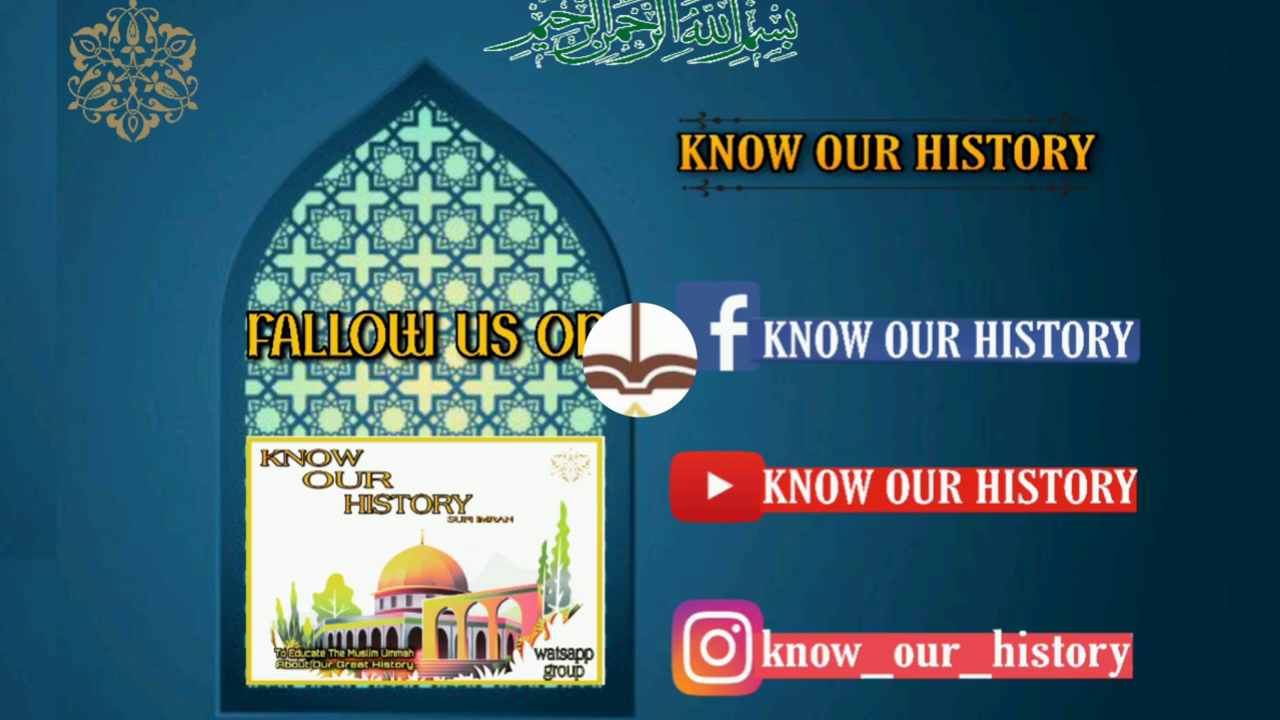 بسم الله الرحمن الرحيم
KNOW OUR HISTORY
FALLOW US ON
KNOW OUR HISTORY
KNOW OUR HISTORY
know_our_history
KNOW
OUR
HISTORY
SUFI IMRAN
To Educate The Muslim Ummah
About Our Great History
watsapp
group